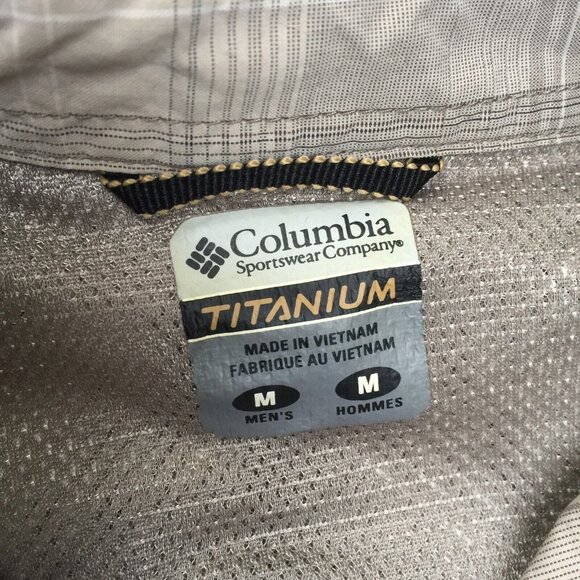 Columbia
Sportswear Company®
TITANIUM
MADE IN VIETNAM
FABRIQUE AU VIETNAM
M M
MEN'S HOMMES